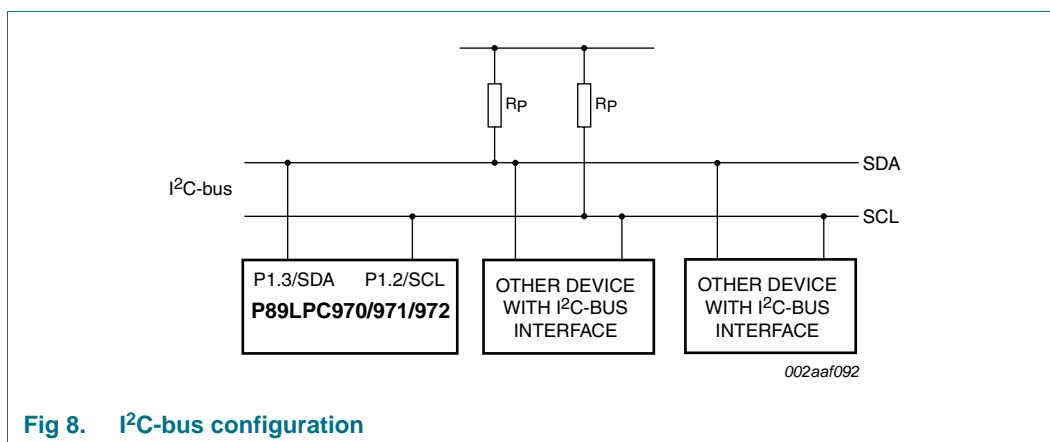 RP
RP
SDA
I²C-bus
SCL
P1.3/SDA P1.2/SCL
P89LPC970/971/972
OTHER DEVICE
WITH I²C-BUS
INTERFACE
OTHER DEVICE
WITH I²C-BUS
INTERFACE
002aaf092
Fig 8. I²C-bus configuration